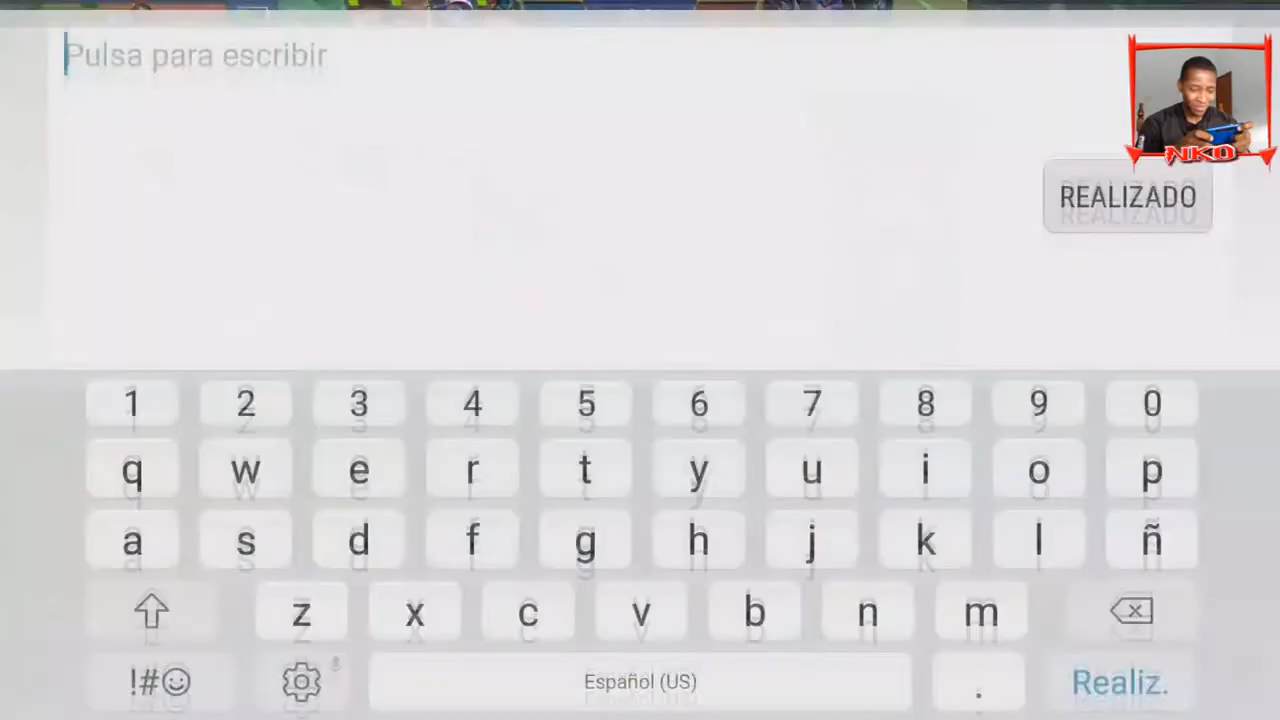 Pulsa para escribir
NKO
REALIZADO
1 2 3 4 5 6 7 8 9 0
q w e r t y u i o p
a s d f g h j k l ñ
z x c v b n m
!#☺ Español (US) . Realiz.